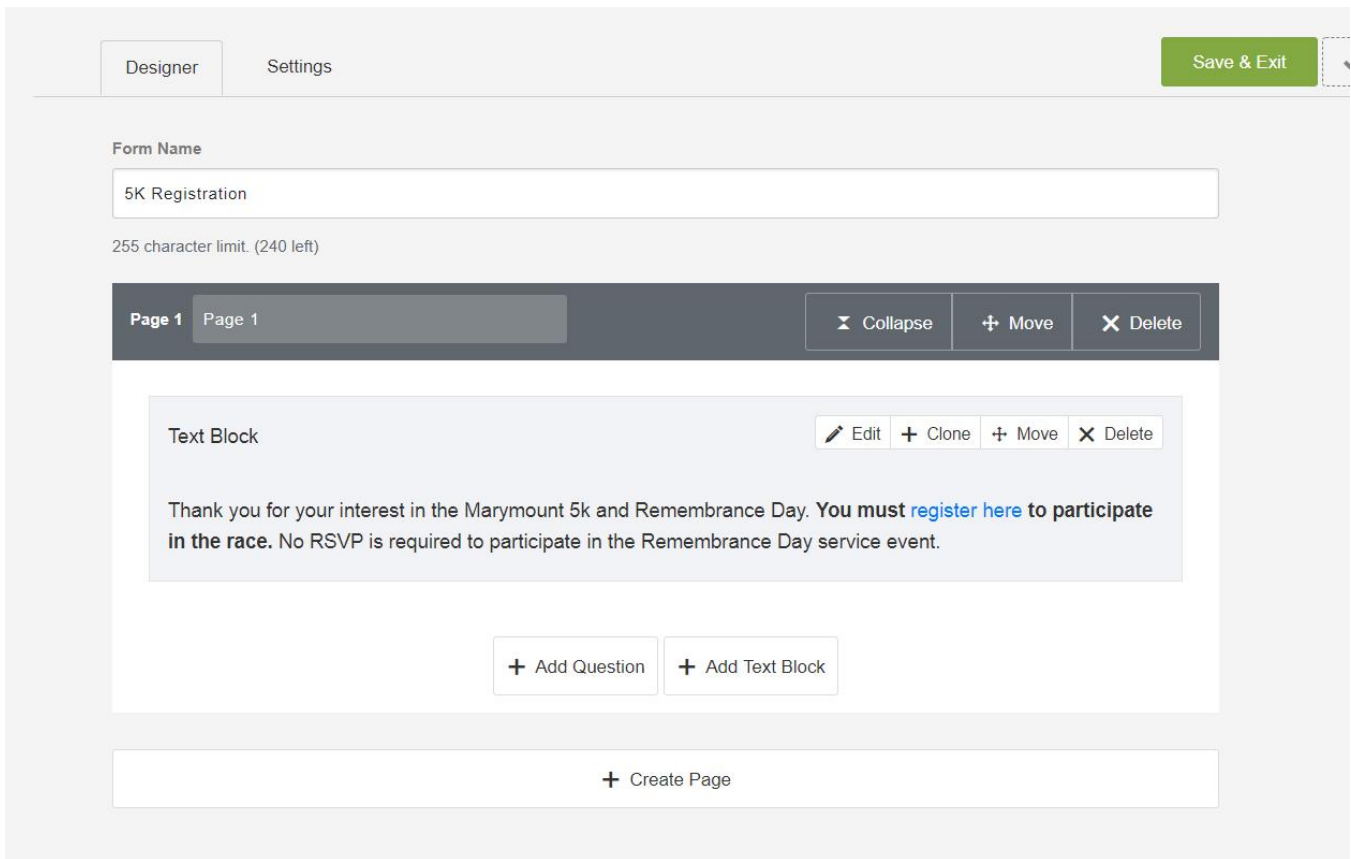 Designer Settings Save & Exit
Form Name
5K Registration
255 character limit. (240 left)
Page 1 Page 1 Collapse Move Delete
Text Block Edit Clone Move Delete
Thank you for your interest in the Marymount 5k and Remembrance Day. You must register here to participate
in the race. No RSVP is required to participate in the Remembrance Day service event.
+ Add Question + Add Text Block
+ Create Page